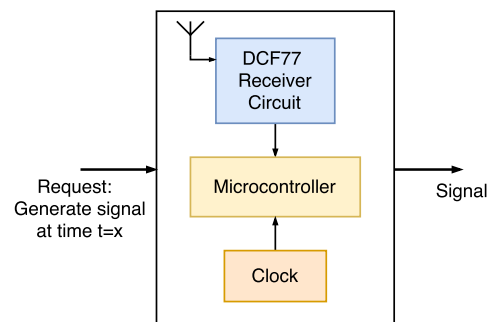 DCF77
Receiver
Circuit
Microcontroller
Request:
Generate signal
at time t=x
Signal
Clock